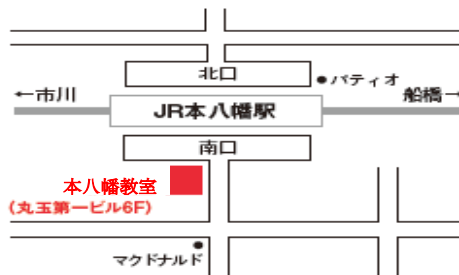 北口
●パティオ
←市川
船橋→
JR本八幡駅
南口
本八幡教室
(丸玉第一ビル6F)
マクドナルド